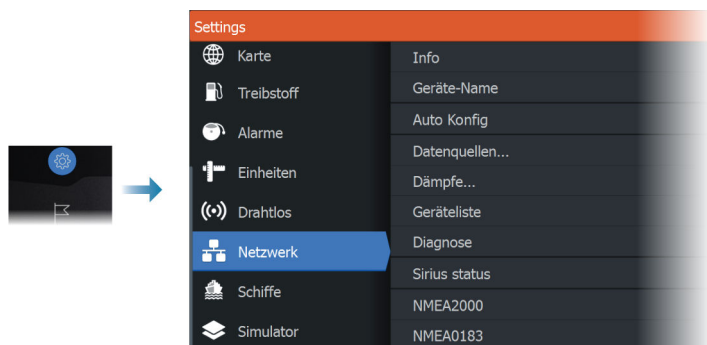 Settings
Karte
Treibstoff
Alarme
Einheiten
Drahtlos
Netzwerk
Schiffe
Simulator
Info
Geräte-Name
Auto Konfig
Datenquellen...
Dämpfe...
Geräteliste
Diagnose
Sirius status
NMEA2000
NMEA0183